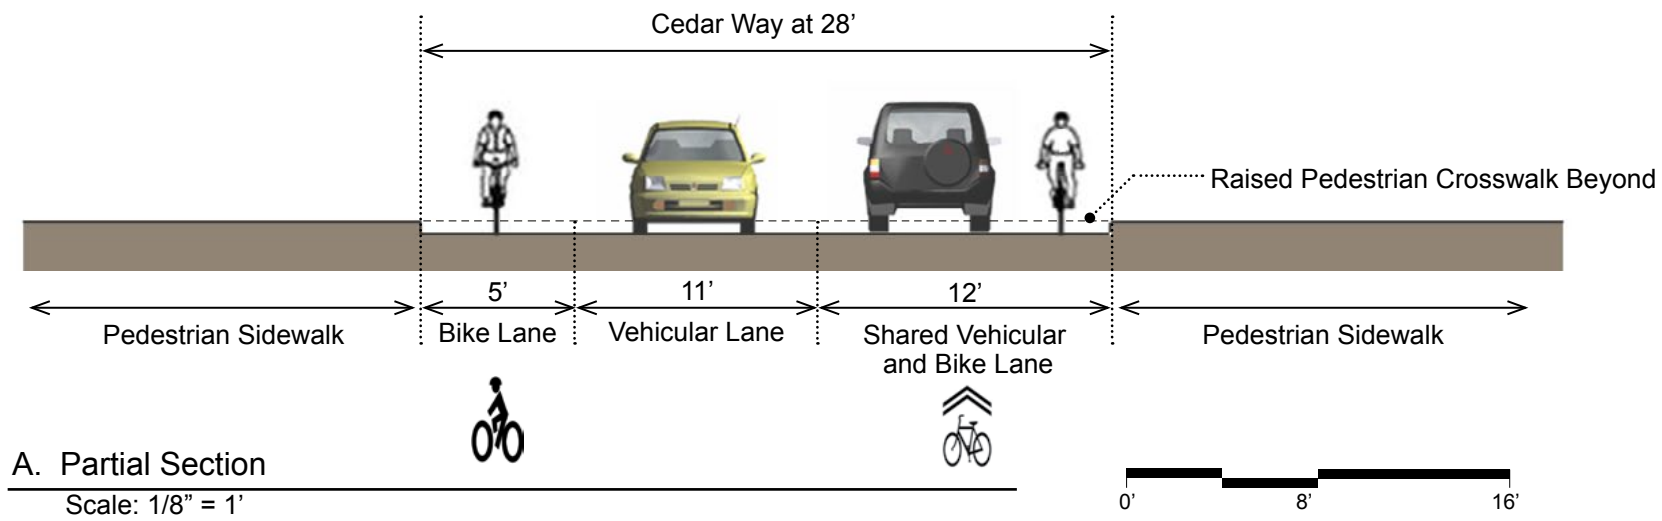 Cedar Way at 28’
Raised Pedestrian Crosswalk Beyond
5’
11’
12’
Pedestrian Sidewalk
Bike Lane
Vehicular Lane
Shared Vehicular
and Bike Lane
Pedestrian Sidewalk
A. Partial Section
Scale: 1/8” = 1’
0’
8’
16’